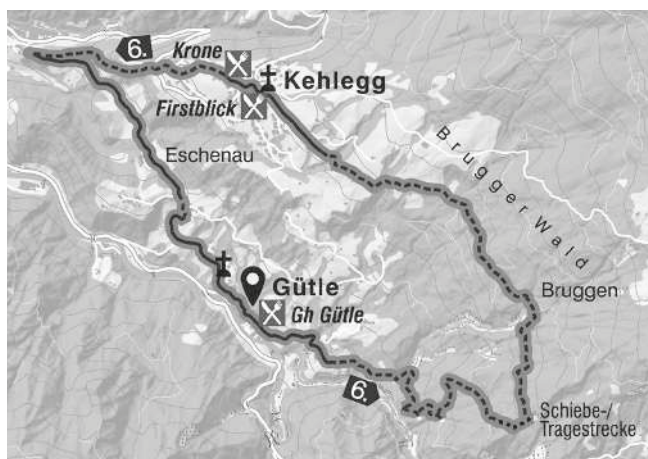 6.
Krone
Kehlegg
Firstblick
Eschenau
Brugger Wald
Bruggen
Gütle
Gh Gütle
6.
Schiebe-/
Tragestrecke